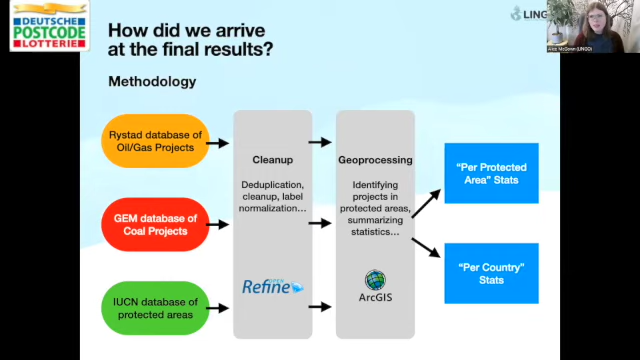 DEUTSCHE
POSTCODE
LOTTERIE
How did we arrive
at the final results?
LINGO
Methodology
Rystad database of
Oil/Gas Projects
GEM database of
Coal Projects
IUCN database of
protected areas
Cleanup
Deduplication,
cleanup, label
normalization...
OPEN
Refine
Geoprocessing
Identifying
projects in
protected areas,
summarizing
statistics...
ArcGIS
“Per Protected
Area” Stats
“Per Country”
Stats